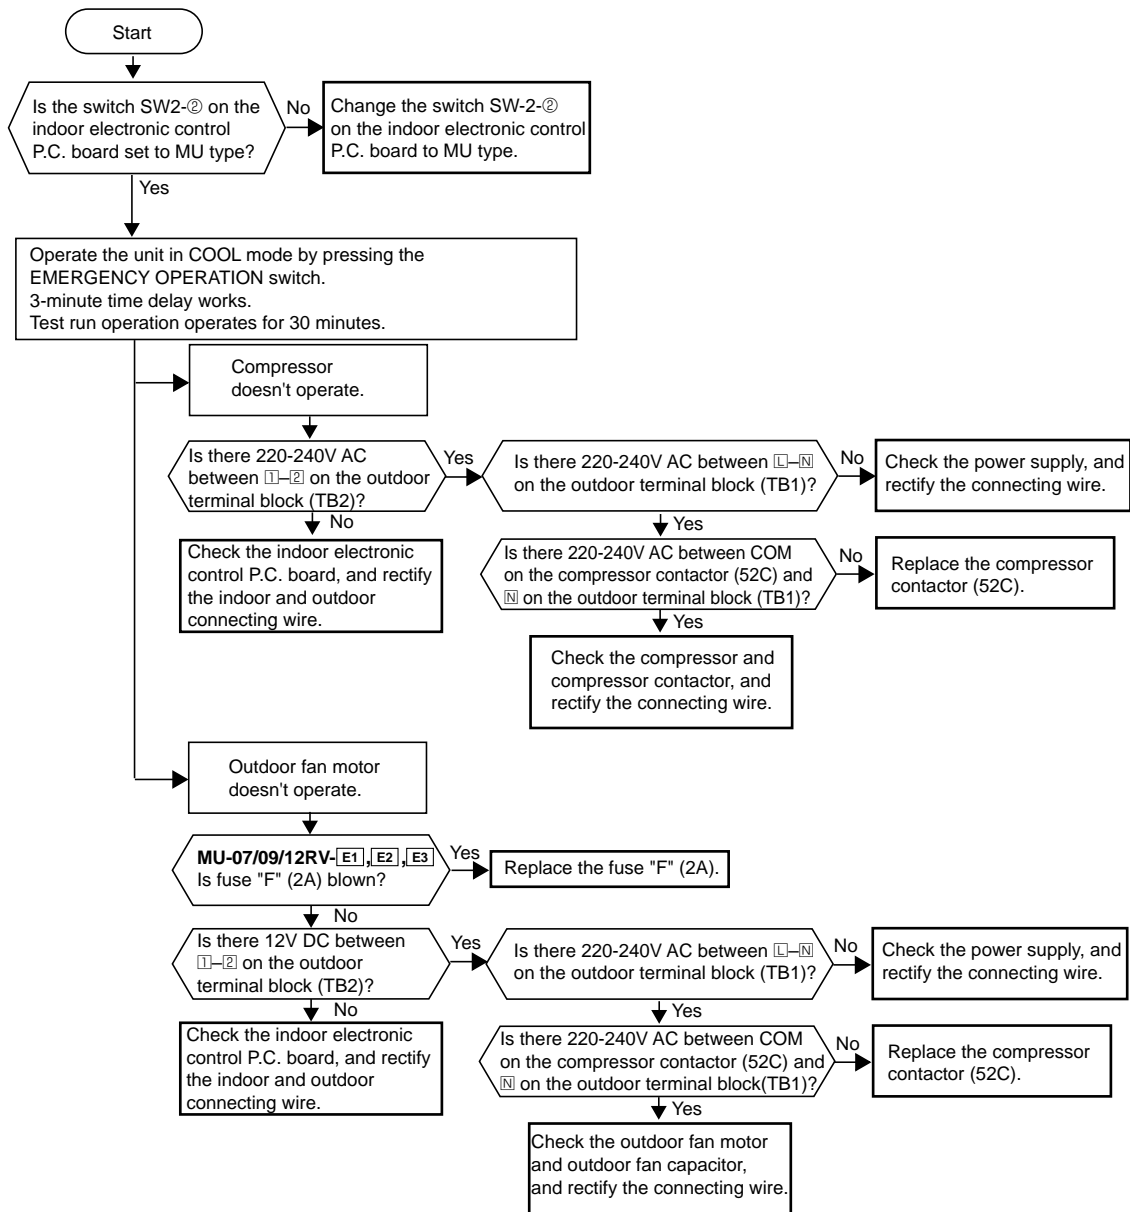 Start
Is the switch SW2-② on the
indoor electronic control
P.C. board set to MU type?
No
Change the switch SW-2-②
on the indoor electronic control
P.C. board to MU type.
Yes
Operate the unit in COOL mode by pressing the
EMERGENCY OPERATION switch.
3-minute time delay works.
Test run operation operates for 30 minutes.
Compressor
doesn't operate.
Is there 220-240V AC
between 1–2 on the outdoor
terminal block (TB2)?
Yes
Is there 220-240V AC between L–N
on the outdoor terminal block (TB1)?
No
Check the power supply, and
rectify the connecting wire.
No
Check the indoor electronic
control P.C. board, and rectify
the indoor and outdoor
connecting wire.
Yes
Is there 220-240V AC between COM
on the compressor contactor (52C) and
N on the outdoor terminal block (TB1)?
No
Replace the compressor
contactor (52C).
Yes
Check the compressor and
compressor contactor, and
rectify the connecting wire.
Outdoor fan motor
doesn't operate.
MU-07/09/12RV-E1,E2,E3
Is fuse "F" (2A) blown?
Yes
Replace the fuse "F" (2A).
No
Is there 12V DC between
1–2 on the outdoor
terminal block (TB2)?
Yes
Is there 220-240V AC between L–N
on the outdoor terminal block (TB1)?
No
Check the power supply, and
rectify the connecting wire.
No
Check the indoor electronic
control P.C. board, and rectify
the indoor and outdoor
connecting wire.
Yes
Is there 220-240V AC between COM
on the compressor contactor (52C) and
N on the outdoor terminal block(TB1)?
No
Replace the compressor
contactor (52C).
Yes
Check the outdoor fan motor
and outdoor fan capacitor,
and rectify the connecting wire.